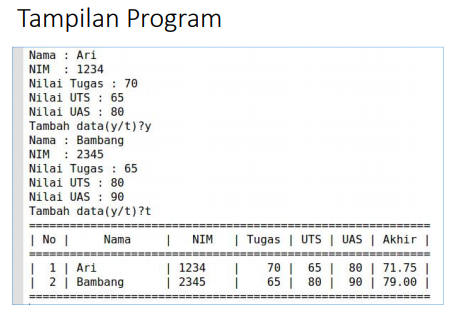 Tampilan Program
Nama : Ari
NIM  : 1234
Nilai Tugas : 70
Nilai UTS : 65
Nilai UAS : 80
Tambah data(y/t)?y
Nama : Bambang
NIM  : 2345
Nilai Tugas : 65
Nilai UTS : 80
Nilai UAS : 90
Tambah data(y/t)?t
===========================================================
| No |     Nama     |   NIM   | Tugas | UTS | UAS | Akhir |
===========================================================
|  1 | Ari          | 1234    |    70 |  65 |  80 | 71.75 |
|  2 | Bambang      | 2345    |    65 |  80 |  90 | 79.00 |
===========================================================